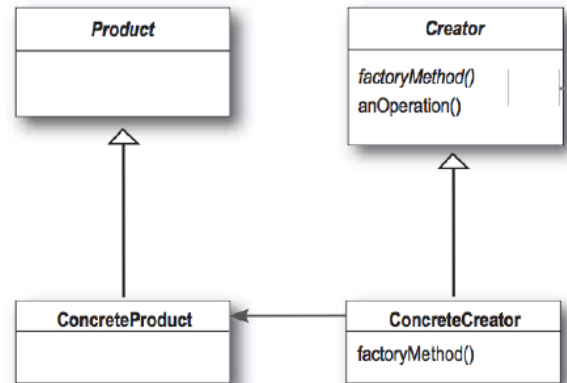 Product
Creator
factoryMethod()
anOperation()
ConcreteProduct
ConcreteCreator
factoryMethod()